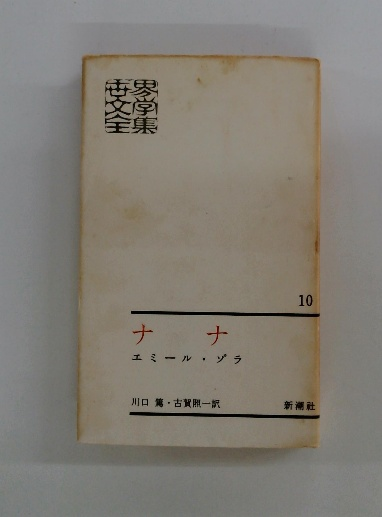 世界文学全集
10
ナナ
エミール・ゾラ
川口 篤・古賀照一訳
新潮社